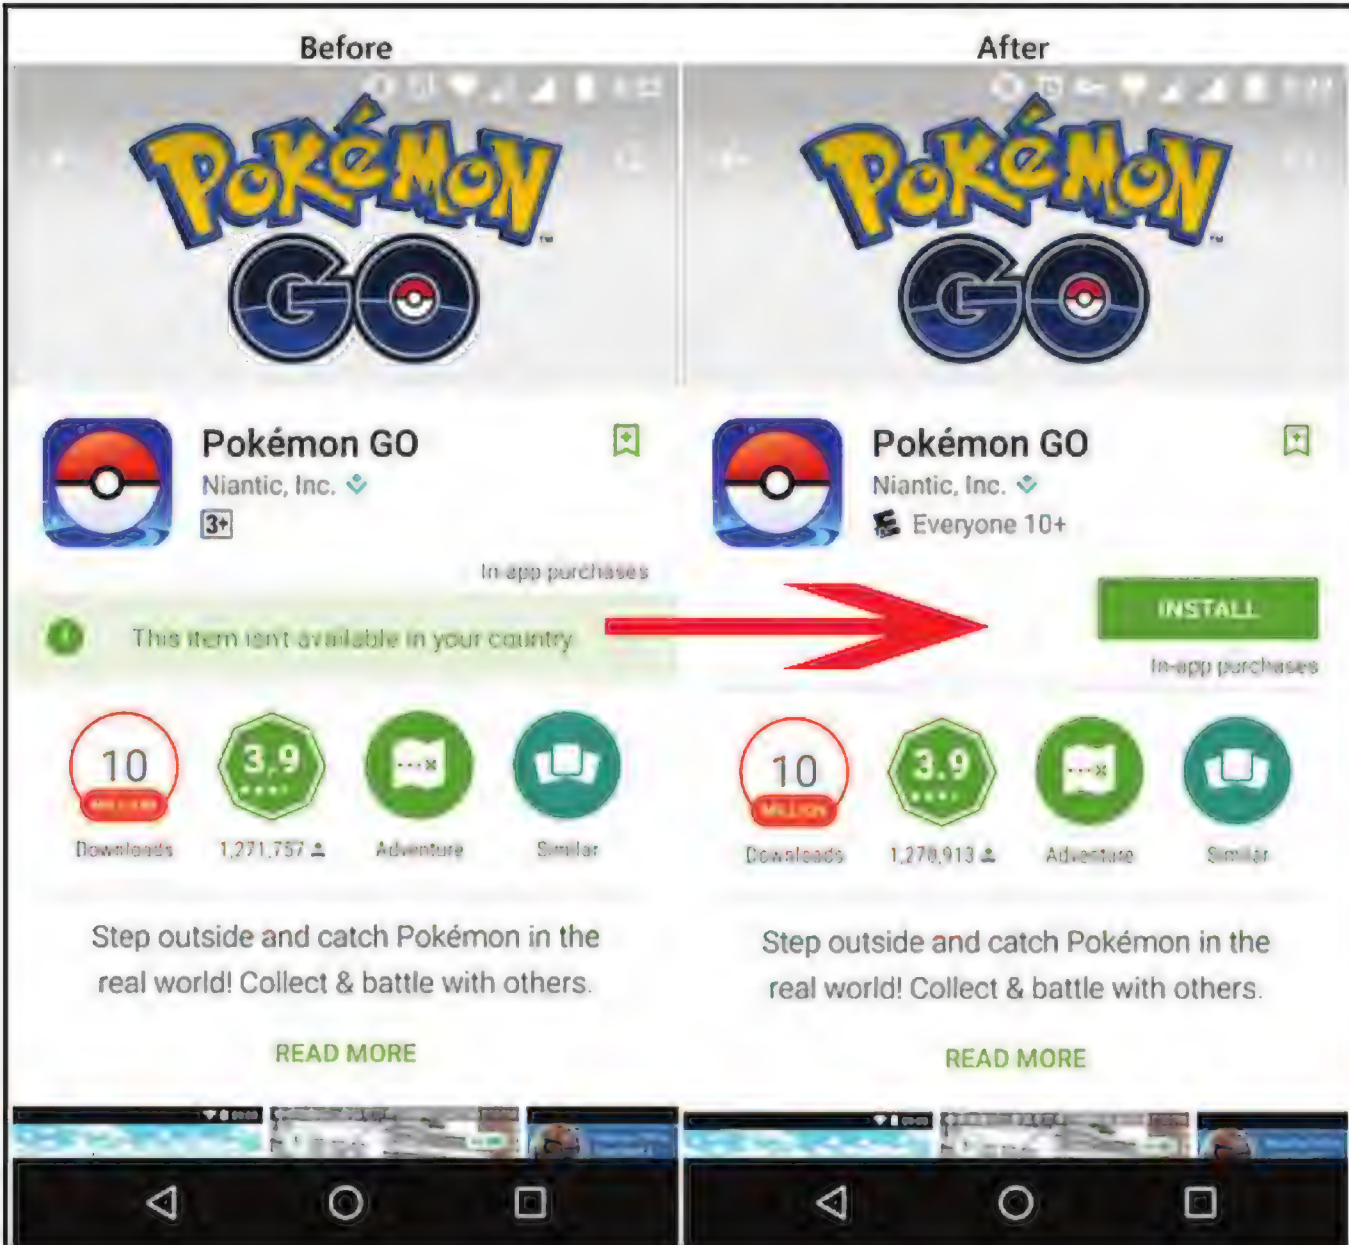 Before
POKÉMON
GO
Pokémon GO
Niantic, Inc.
3+
In-app purchases
This item isn't available in your country
10
MILLION
Downloads
3.9
1,271,757
Adventure
Similar
Step outside and catch Pokémon in the
real world! Collect & battle with others.
READ MORE
After
POKÉMON
GO
Pokémon GO
Niantic, Inc.
Everyone 10+
INSTALL
In-app purchases
10
MILLION
Downloads
3.9
1,270,913
Adventure
Similar
Step outside and catch Pokémon in the
real world! Collect & battle with others.
READ MORE